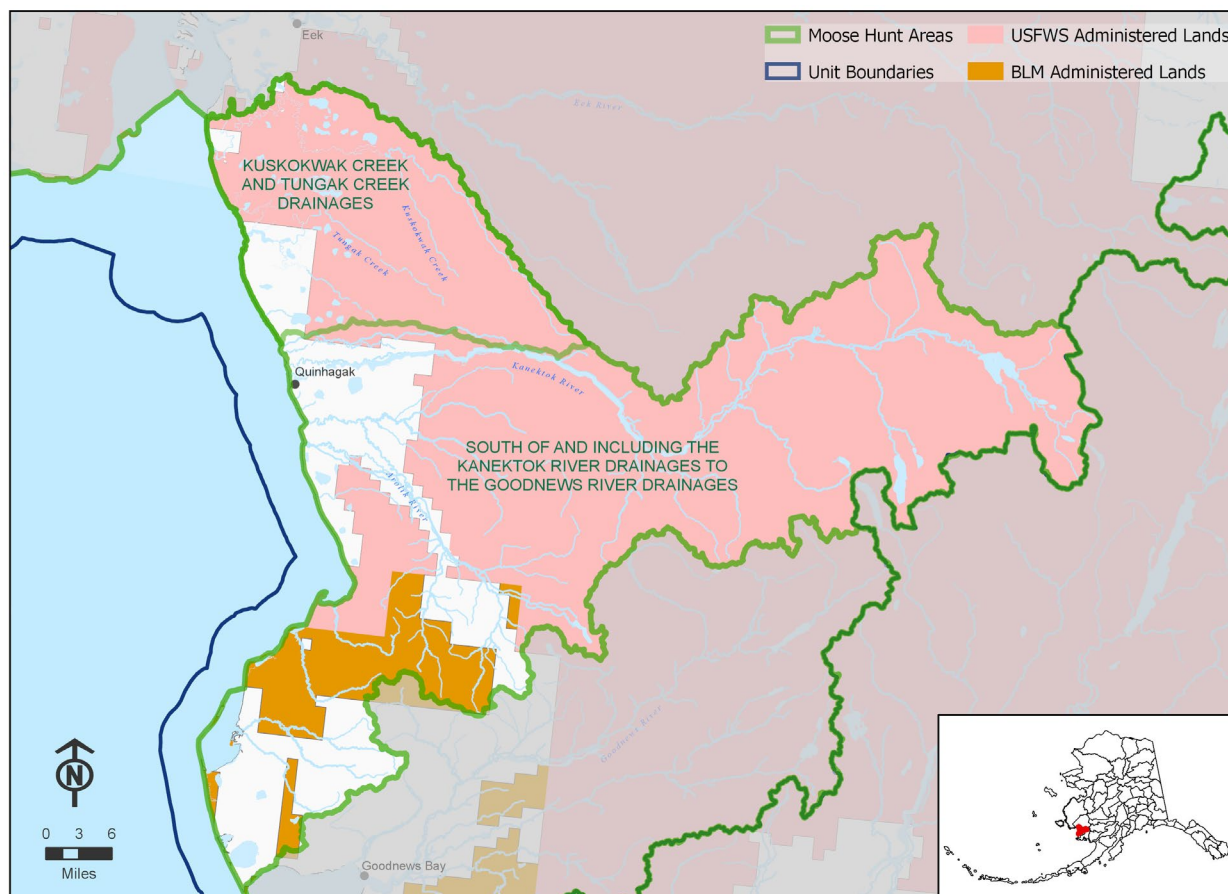 Eek
Moose Hunt Areas
USFWS Administered Lands
Unit Boundaries
BLM Administered Lands
Eek River
KUSKOKWAK CREEK
AND TUNGAK CREEK
DRAINAGES
Kuskokwak Creek
Tungak Creek
Quinhagak
Kanektok River
SOUTH OF AND INCLUDING THE
KANEKTOK RIVER DRAINAGES TO
THE GOODNEWS RIVER DRAINAGES
Arolik River
Goodnews River
N
0 3 6
Miles
Goodnews Bay